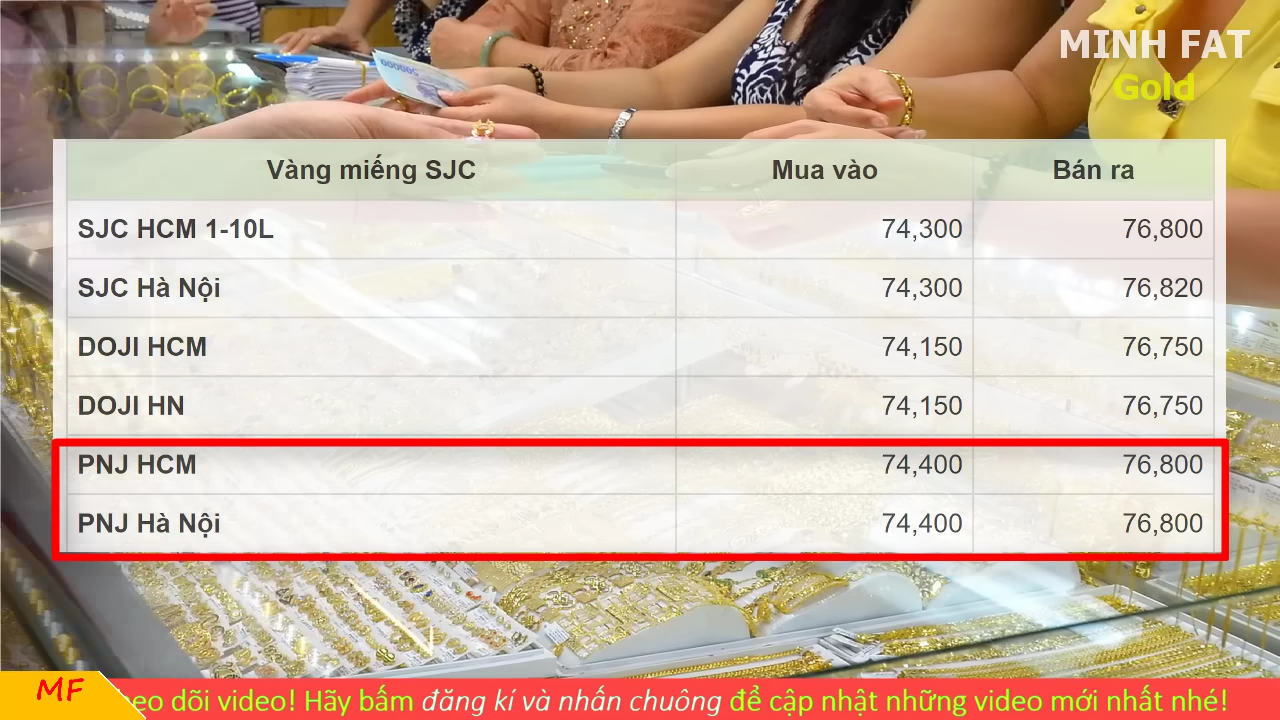 MINH FAT
Gold
500000
Vàng miếng SJC Mua vào Bán ra
SJC HCM 1-10L 74,300 76,800
SJC Hà Nội 74,300 76,820
DOJI HCM 74,150 76,750
DOJI HN 74,150 76,750
PNJ HCM 74,400 76,800
PNJ Hà Nội 74,400 76,800
MF dõi video! Hãy bấm đăng kí và nhấn chuông để cập nhật những video mới nhất nhé!